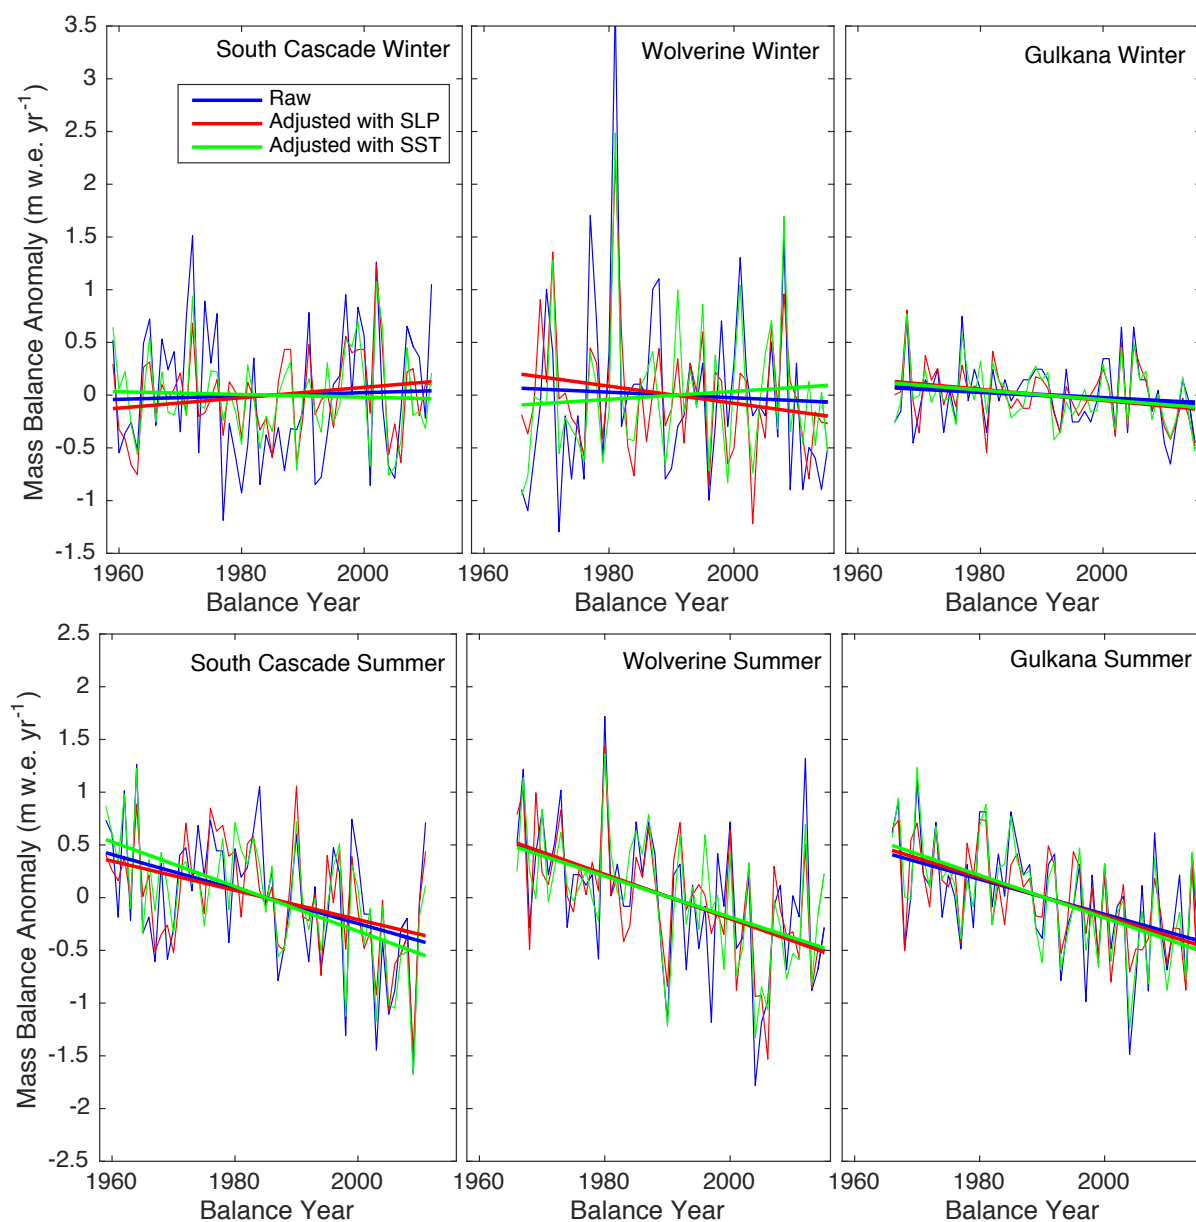 South Cascade Winter
Wolverine Winter
Gulkana Winter
Raw
Adjusted with SLP
Adjusted with SST
Mass Balance Anomaly (m w.e. yr⁻¹)
3.5
3
2.5
2
1.5
1
0.5
0
-0.5
-1
-1.5
1960 1980 2000
1960 1980 2000
1960 1980 2000
Balance Year
Balance Year
Balance Year
South Cascade Summer
Wolverine Summer
Gulkana Summer
Mass Balance Anomaly (m w.e. yr⁻¹)
2.5
2
1.5
1
0.5
0
-0.5
-1
-1.5
-2
-2.5
1960 1980 2000
1960 1980 2000
1960 1980 2000
Balance Year
Balance Year
Balance Year